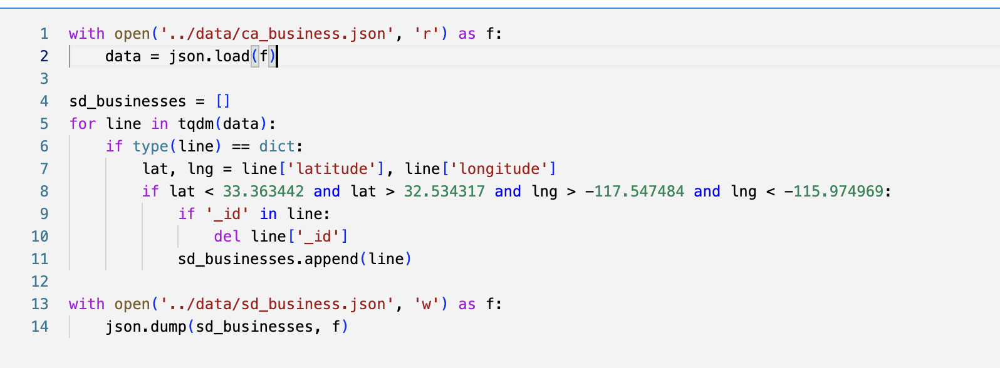 1 with open('../data/ca_business.json', 'r') as f:
2     data = json.load(f)
3
4 sd_businesses = []
5 for line in tqdm(data):
6     if type(line) == dict:
7         lat, lng = line['latitude'], line['longitude']
8         if lat < 33.363442 and lat > 32.534317 and lng > -117.547484 and lng < -115.974969:
9             if '_id' in line:
10                 del line['_id']
11             sd_businesses.append(line)
12
13 with open('../data/sd_business.json', 'w') as f:
14     json.dump(sd_businesses, f)